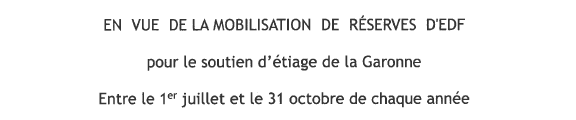 EN VUE DE LA MOBILISATION DE RÉSERVES D'EDF
pour le soutien d'étiage de la Garonne
Entre le 1er juillet et le 31 octobre de chaque année